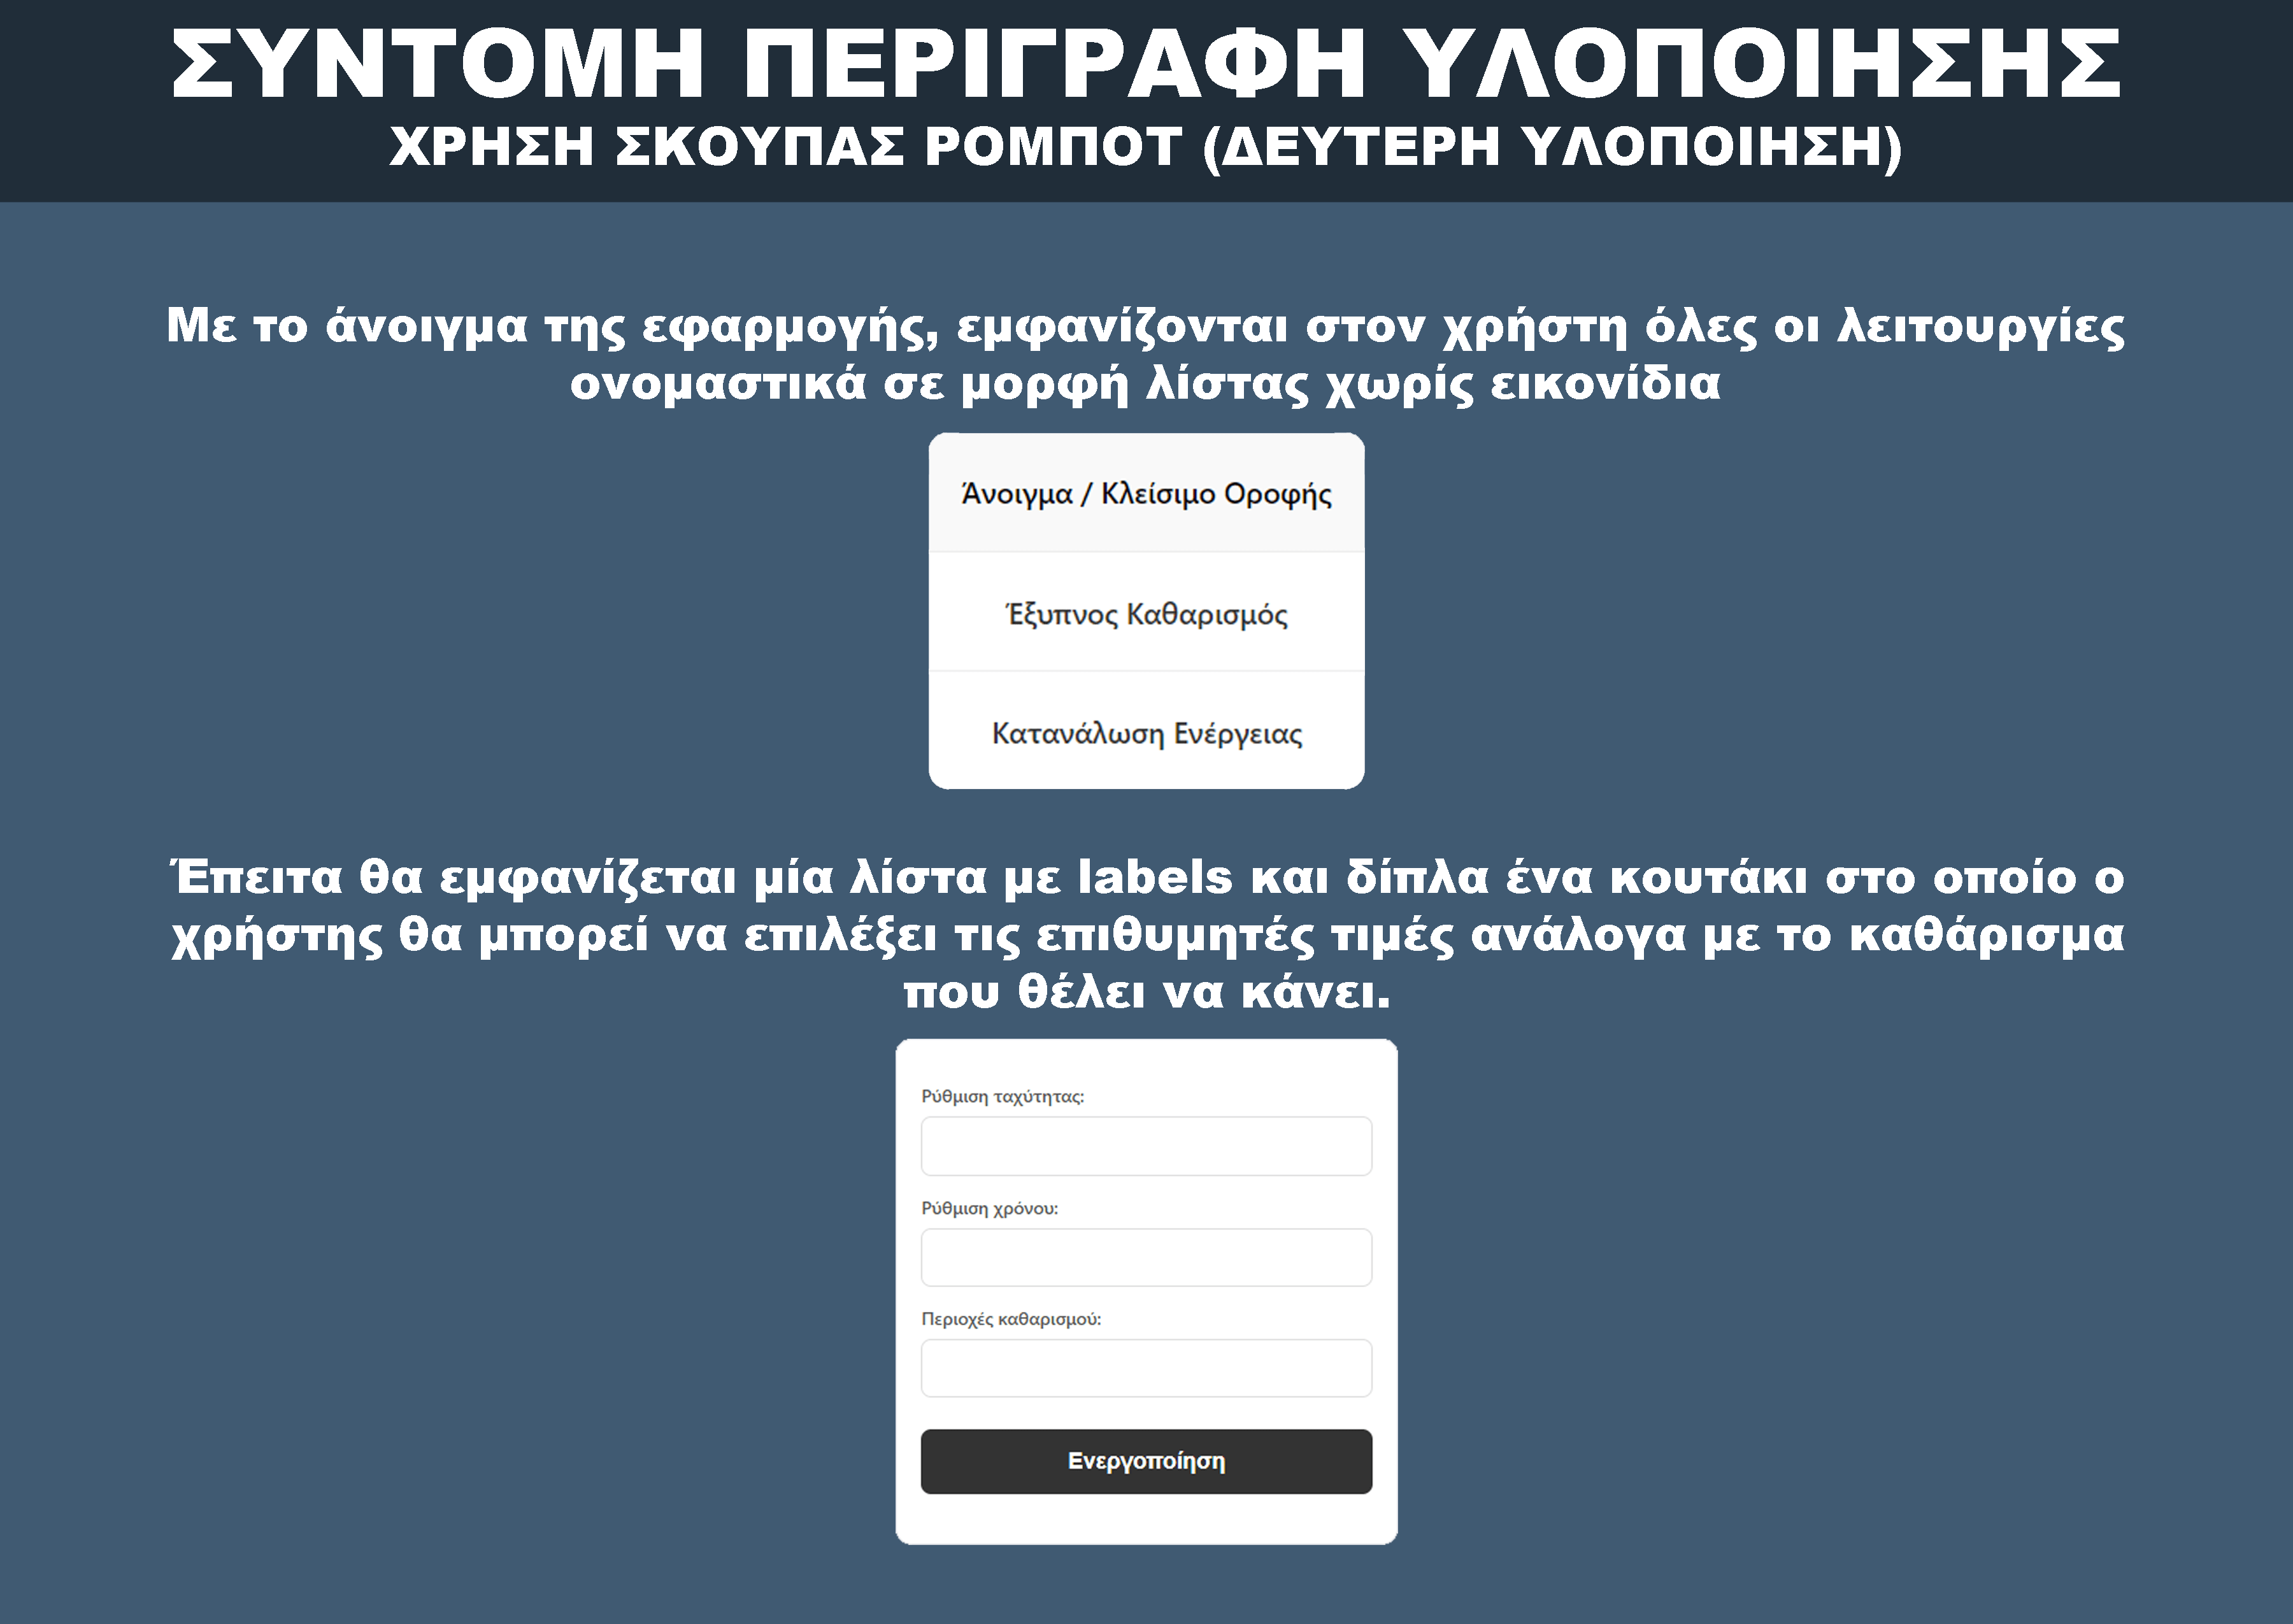 ΣΥΝΤΟΜΗ ΠΕΡΙΓΡΑΦΗ ΥΛΟΠΟΙΗΣΗΣ
ΧΡΗΣΗ ΣΚΟΥΠΑΣ ΡΟΜΠΟΤ (ΔΕΥΤΕΡΗ ΥΛΟΠΟΙΗΣΗ)
Με το άνοιγμα της εφαρμογής, εμφανίζονται στον χρήστη όλες οι λειτουργίες
ονομαστικά σε μορφή λίστας χωρίς εικονίδια
Άνοιγμα / Κλείσιμο Οροφής
Έξυπνος Καθαρισμός
Κατανάλωση Ενέργειας
Έπειτα θα εμφανίζεται μία λίστα με labels και δίπλα ένα κουτάκι στο οποίο ο
χρήστης θα μπορεί να επιλέξει τις επιθυμητές τιμές ανάλογα με το καθάρισμα
που θέλει να κάνει.
Ρύθμιση ταχύτητας:
Ρύθμιση χρόνου:
Περιοχές καθαρισμού:
Ενεργοποίηση